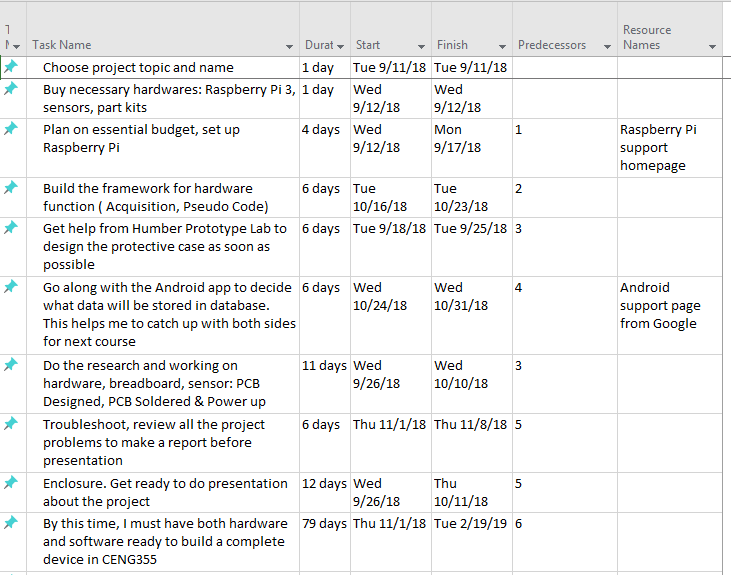 T
M
Task Name
Durat
Start
Finish
Predecessors
Resource
Names
Choose project topic and name
1 day
Tue 9/11/18
Tue 9/11/18
Buy necessary hardwares: Raspberry Pi 3,
sensors, part kits
1 day
Wed
9/12/18
Wed
9/12/18
Plan on essential budget, set up
Raspberry Pi
4 days
Wed
9/12/18
Mon
9/17/18
1
Raspberry Pi
support
homepage
Build the framework for hardware
function ( Acquisition, Pseudo Code)
6 days
Tue
10/16/18
Tue
10/23/18
2
Get help from Humber Prototype Lab to
design the protective case as soon as
possible
6 days
Tue 9/18/18
Tue 9/25/18
3
Go along with the Android app to decide
what data will be stored in database.
This helps me to catch up with both sides
for next course
6 days
Wed
10/24/18
Wed
10/31/18
4
Android
support page
from Google
Do the research and working on
hardware, breadboard, sensor: PCB
Designed, PCB Soldered & Power up
11 days
Wed
9/26/18
Wed
10/10/18
3
Troubleshoot, review all the project
problems to make a report before
presentation
6 days
Thu 11/1/18
Thu 11/8/18
5
Enclosure. Get ready to do presentation
about the project
12 days
Wed
9/26/18
Thu
10/11/18
5
By this time, I must have both hardware
and software ready to build a complete
device in CENG355
79 days
Thu 11/1/18
Tue 2/19/19
6